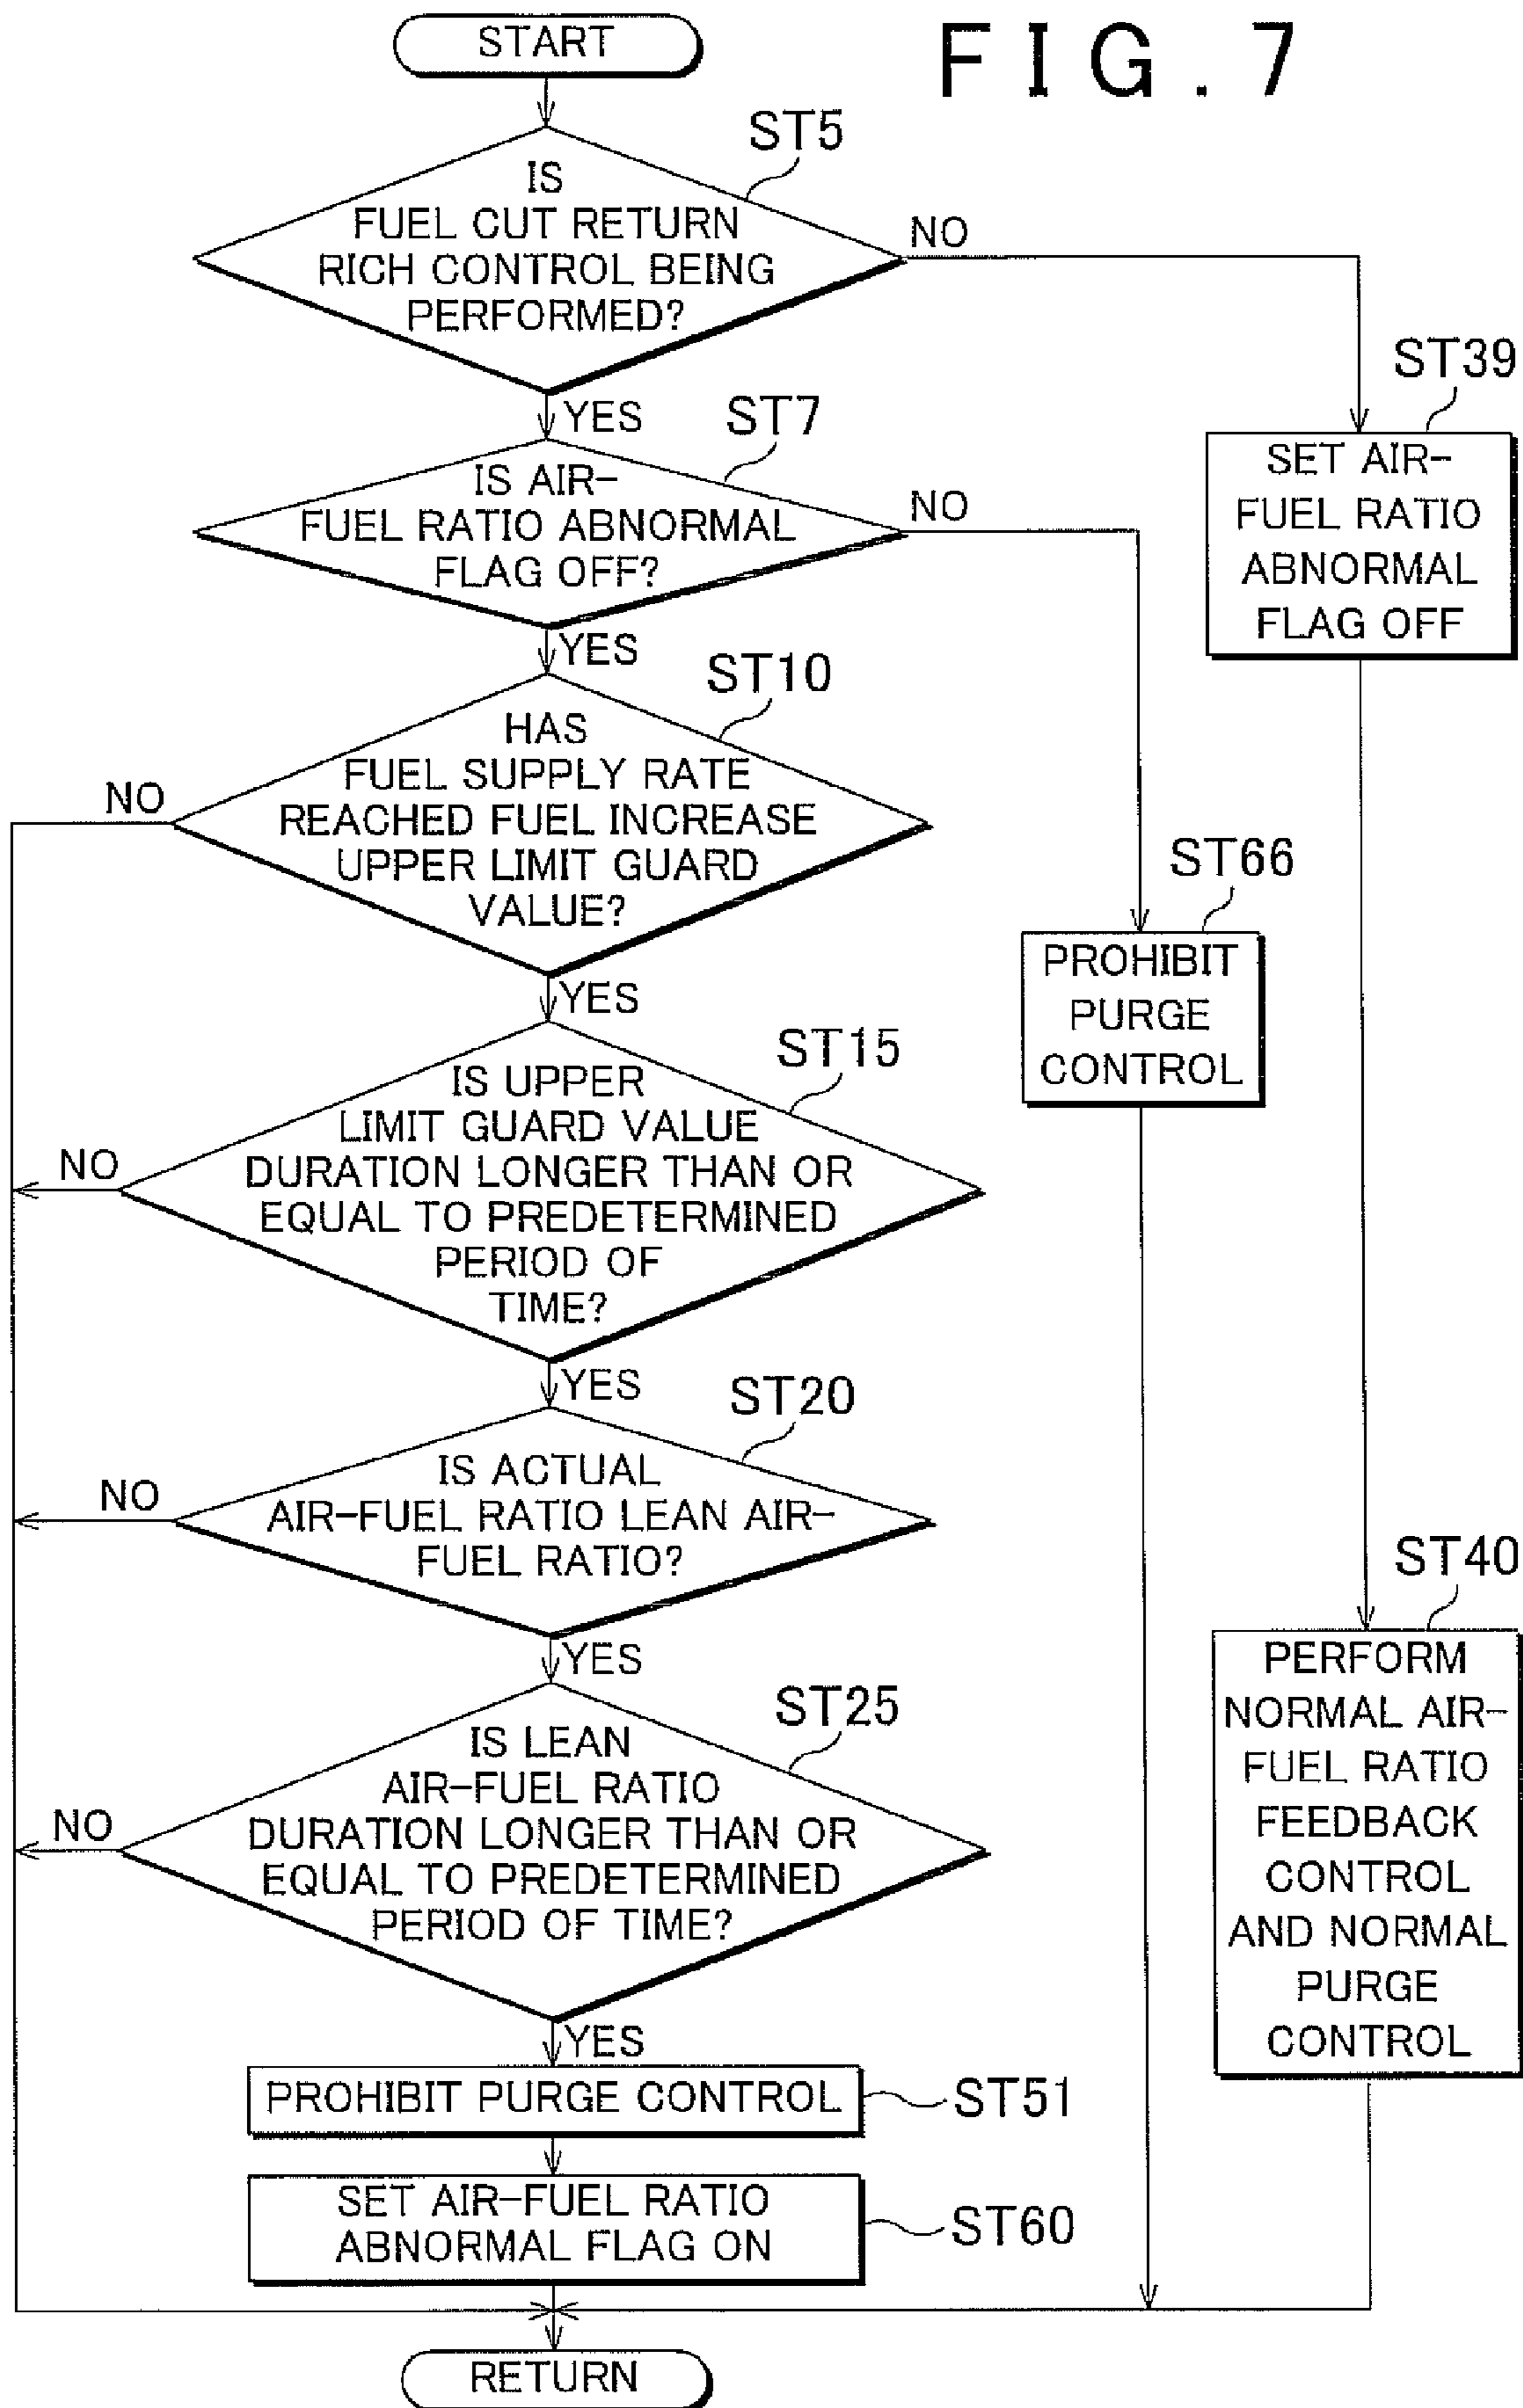 FIG. 7
START
ST5
IS
FUEL CUT RETURN
RICH CONTROL BEING
PERFORMED?
NO
YES
ST39
SET AIR-
FUEL RATIO
ABNORMAL
FLAG OFF
ST7
IS AIR-
FUEL RATIO ABNORMAL
FLAG OFF?
NO
YES
ST10
HAS
FUEL SUPPLY RATE
REACHED FUEL INCREASE
UPPER LIMIT GUARD
VALUE?
NO
YES
ST66
PROHIBIT
PURGE
CONTROL
ST15
IS UPPER
LIMIT GUARD VALUE
DURATION LONGER THAN OR
EQUAL TO PREDETERMINED
PERIOD OF
TIME?
NO
YES
ST20
IS ACTUAL
AIR-FUEL RATIO LEAN AIR-
FUEL RATIO?
NO
YES
ST40
PERFORM
NORMAL AIR-
FUEL RATIO
FEEDBACK
CONTROL
AND NORMAL
PURGE
CONTROL
ST25
IS LEAN
AIR-FUEL RATIO
DURATION LONGER THAN OR
EQUAL TO PREDETERMINED
PERIOD OF TIME?
NO
YES
PROHIBIT PURGE CONTROL
ST51
SET AIR-FUEL RATIO
ABNORMAL FLAG ON
ST60
RETURN